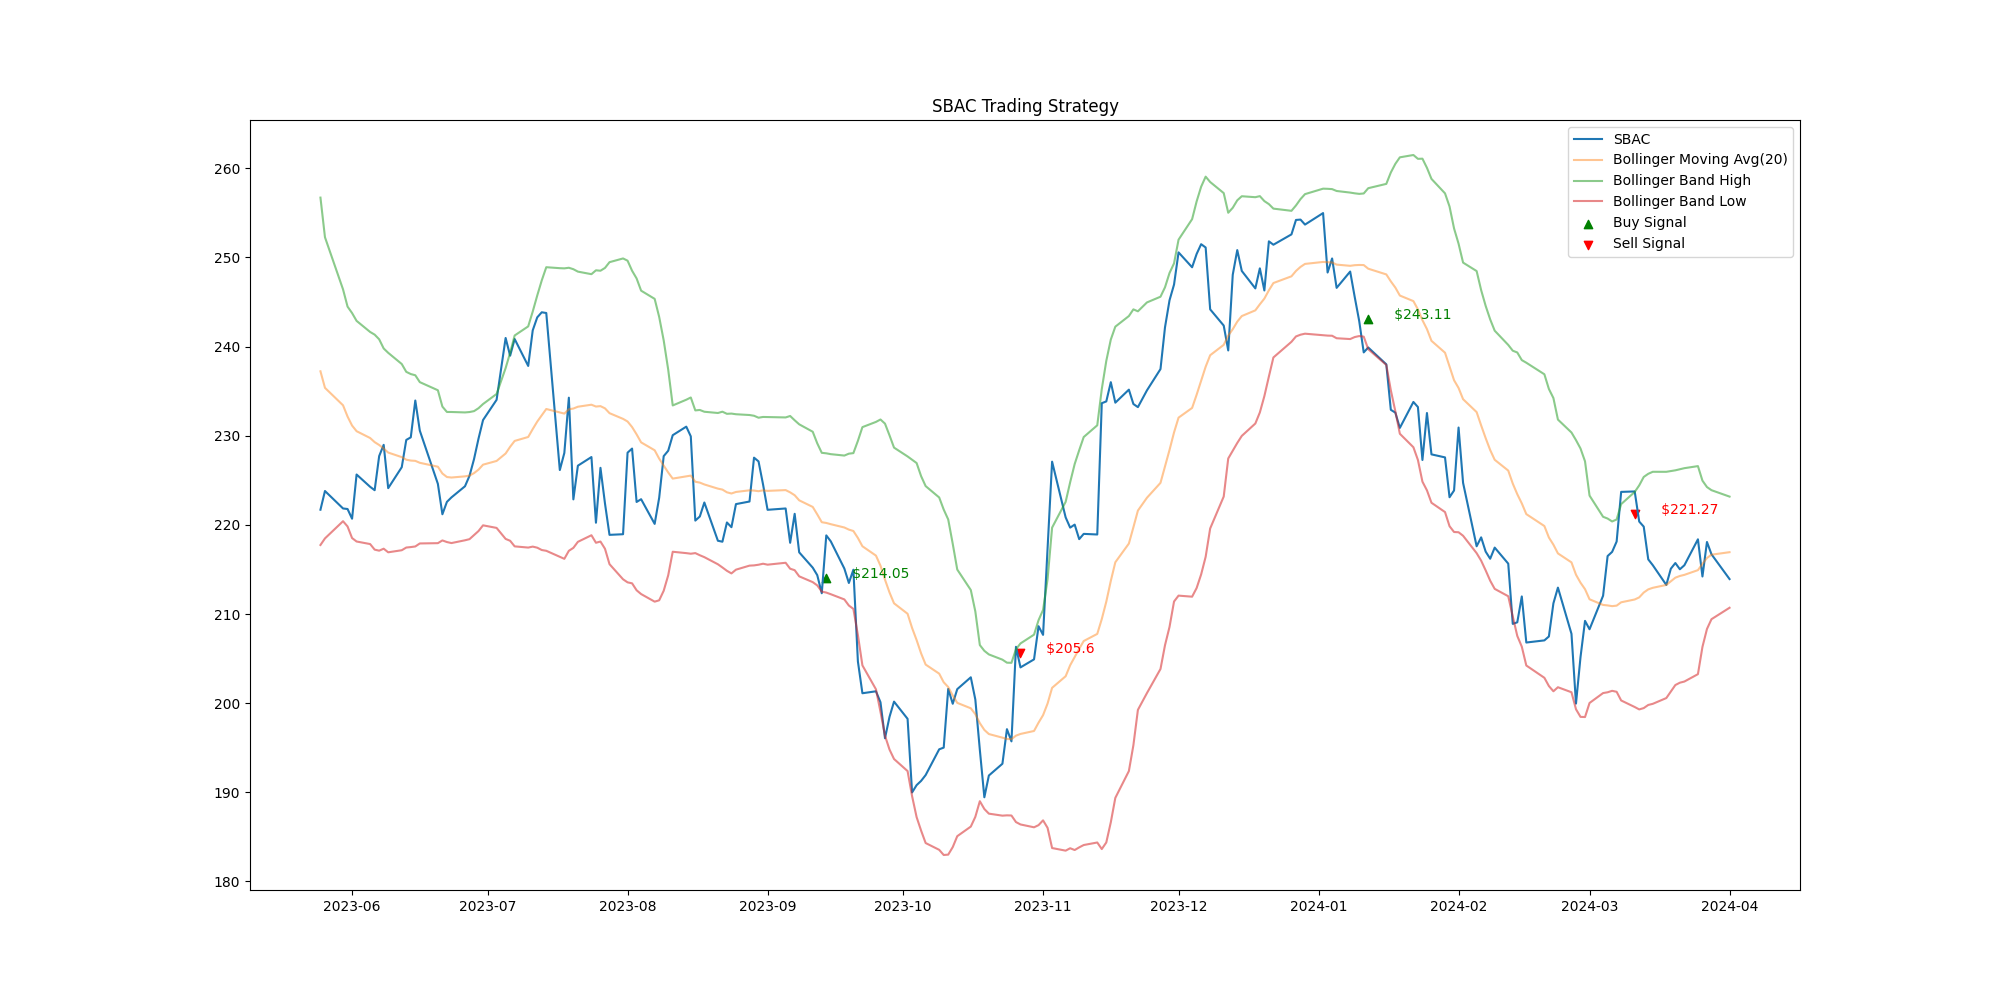 SBAC Trading Strategy
SBAC
Bollinger Moving Avg(20)
Bollinger Band High
Bollinger Band Low
Buy Signal
Sell Signal
260
250
240
230
220
210
200
190
180
$243.11
$221.27
$214.05
$205.6
2023-06 2023-07 2023-08 2023-09 2023-10 2023-11 2023-12 2024-01 2024-02 2024-03 2024-04